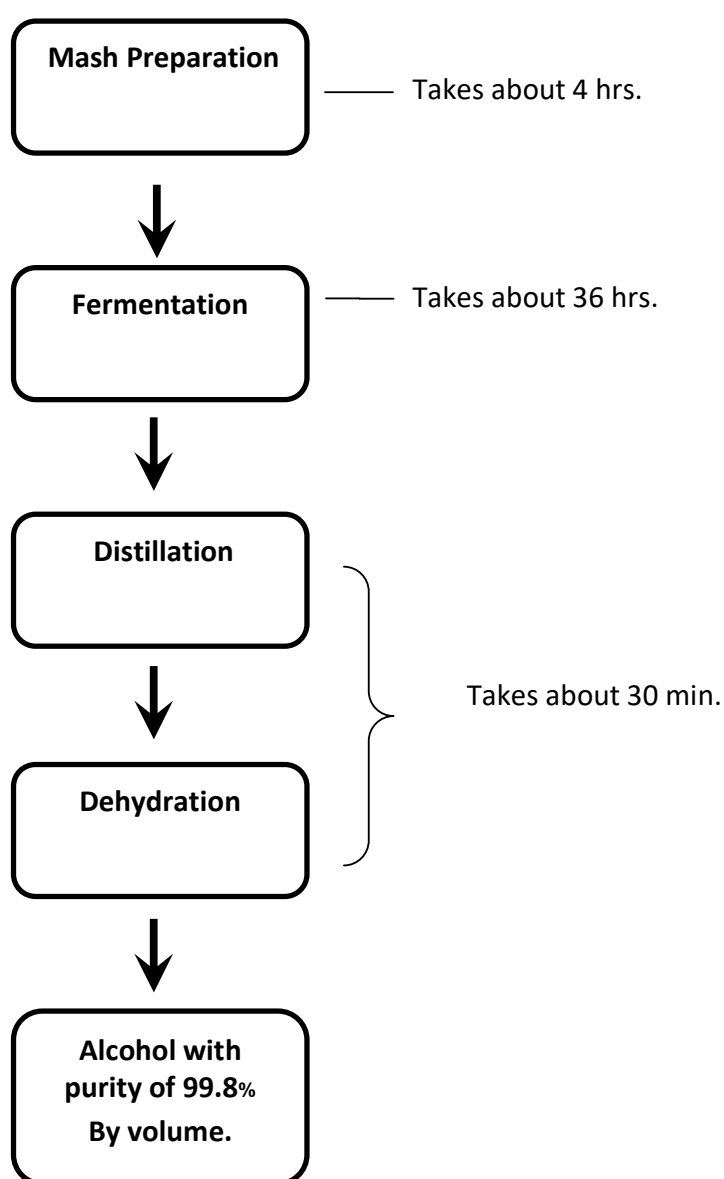 Mash Preparation
Takes about 4 hrs.
Fermentation
Takes about 36 hrs.
Distillation
Takes about 30 min.
Dehydration
Alcohol with
purity of 99.8%
By volume.